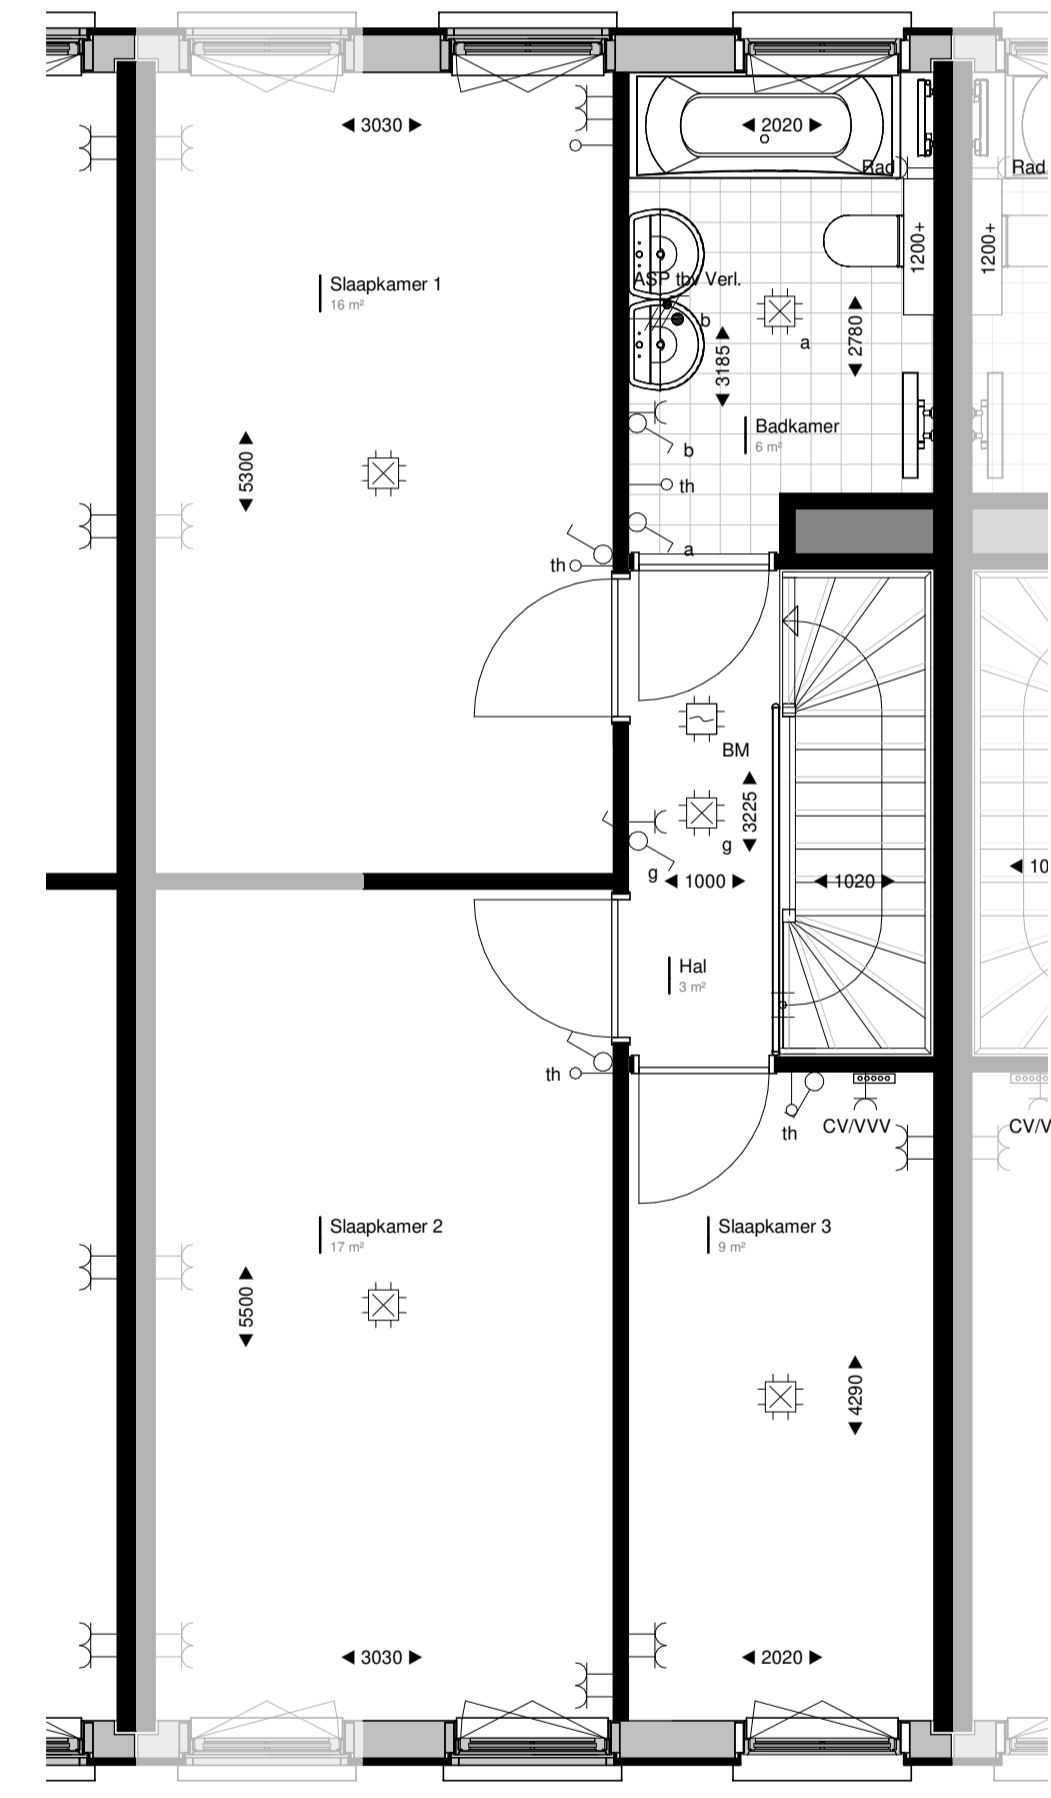 3030
2020
Rad
Rad
1200+
1200+
Slaapkamer 1
16 m²
ASP tbv Verl.
b
a
2780
3185
Badkamer
6 m²
5300
b
th
a
th
BM
3225
g
g
1000
1020
10
Hal
3 m²
th
th
CV/VVV
CV/V
Slaapkamer 2
17 m²
Slaapkamer 3
9 m²
5500
4290
3030
2020